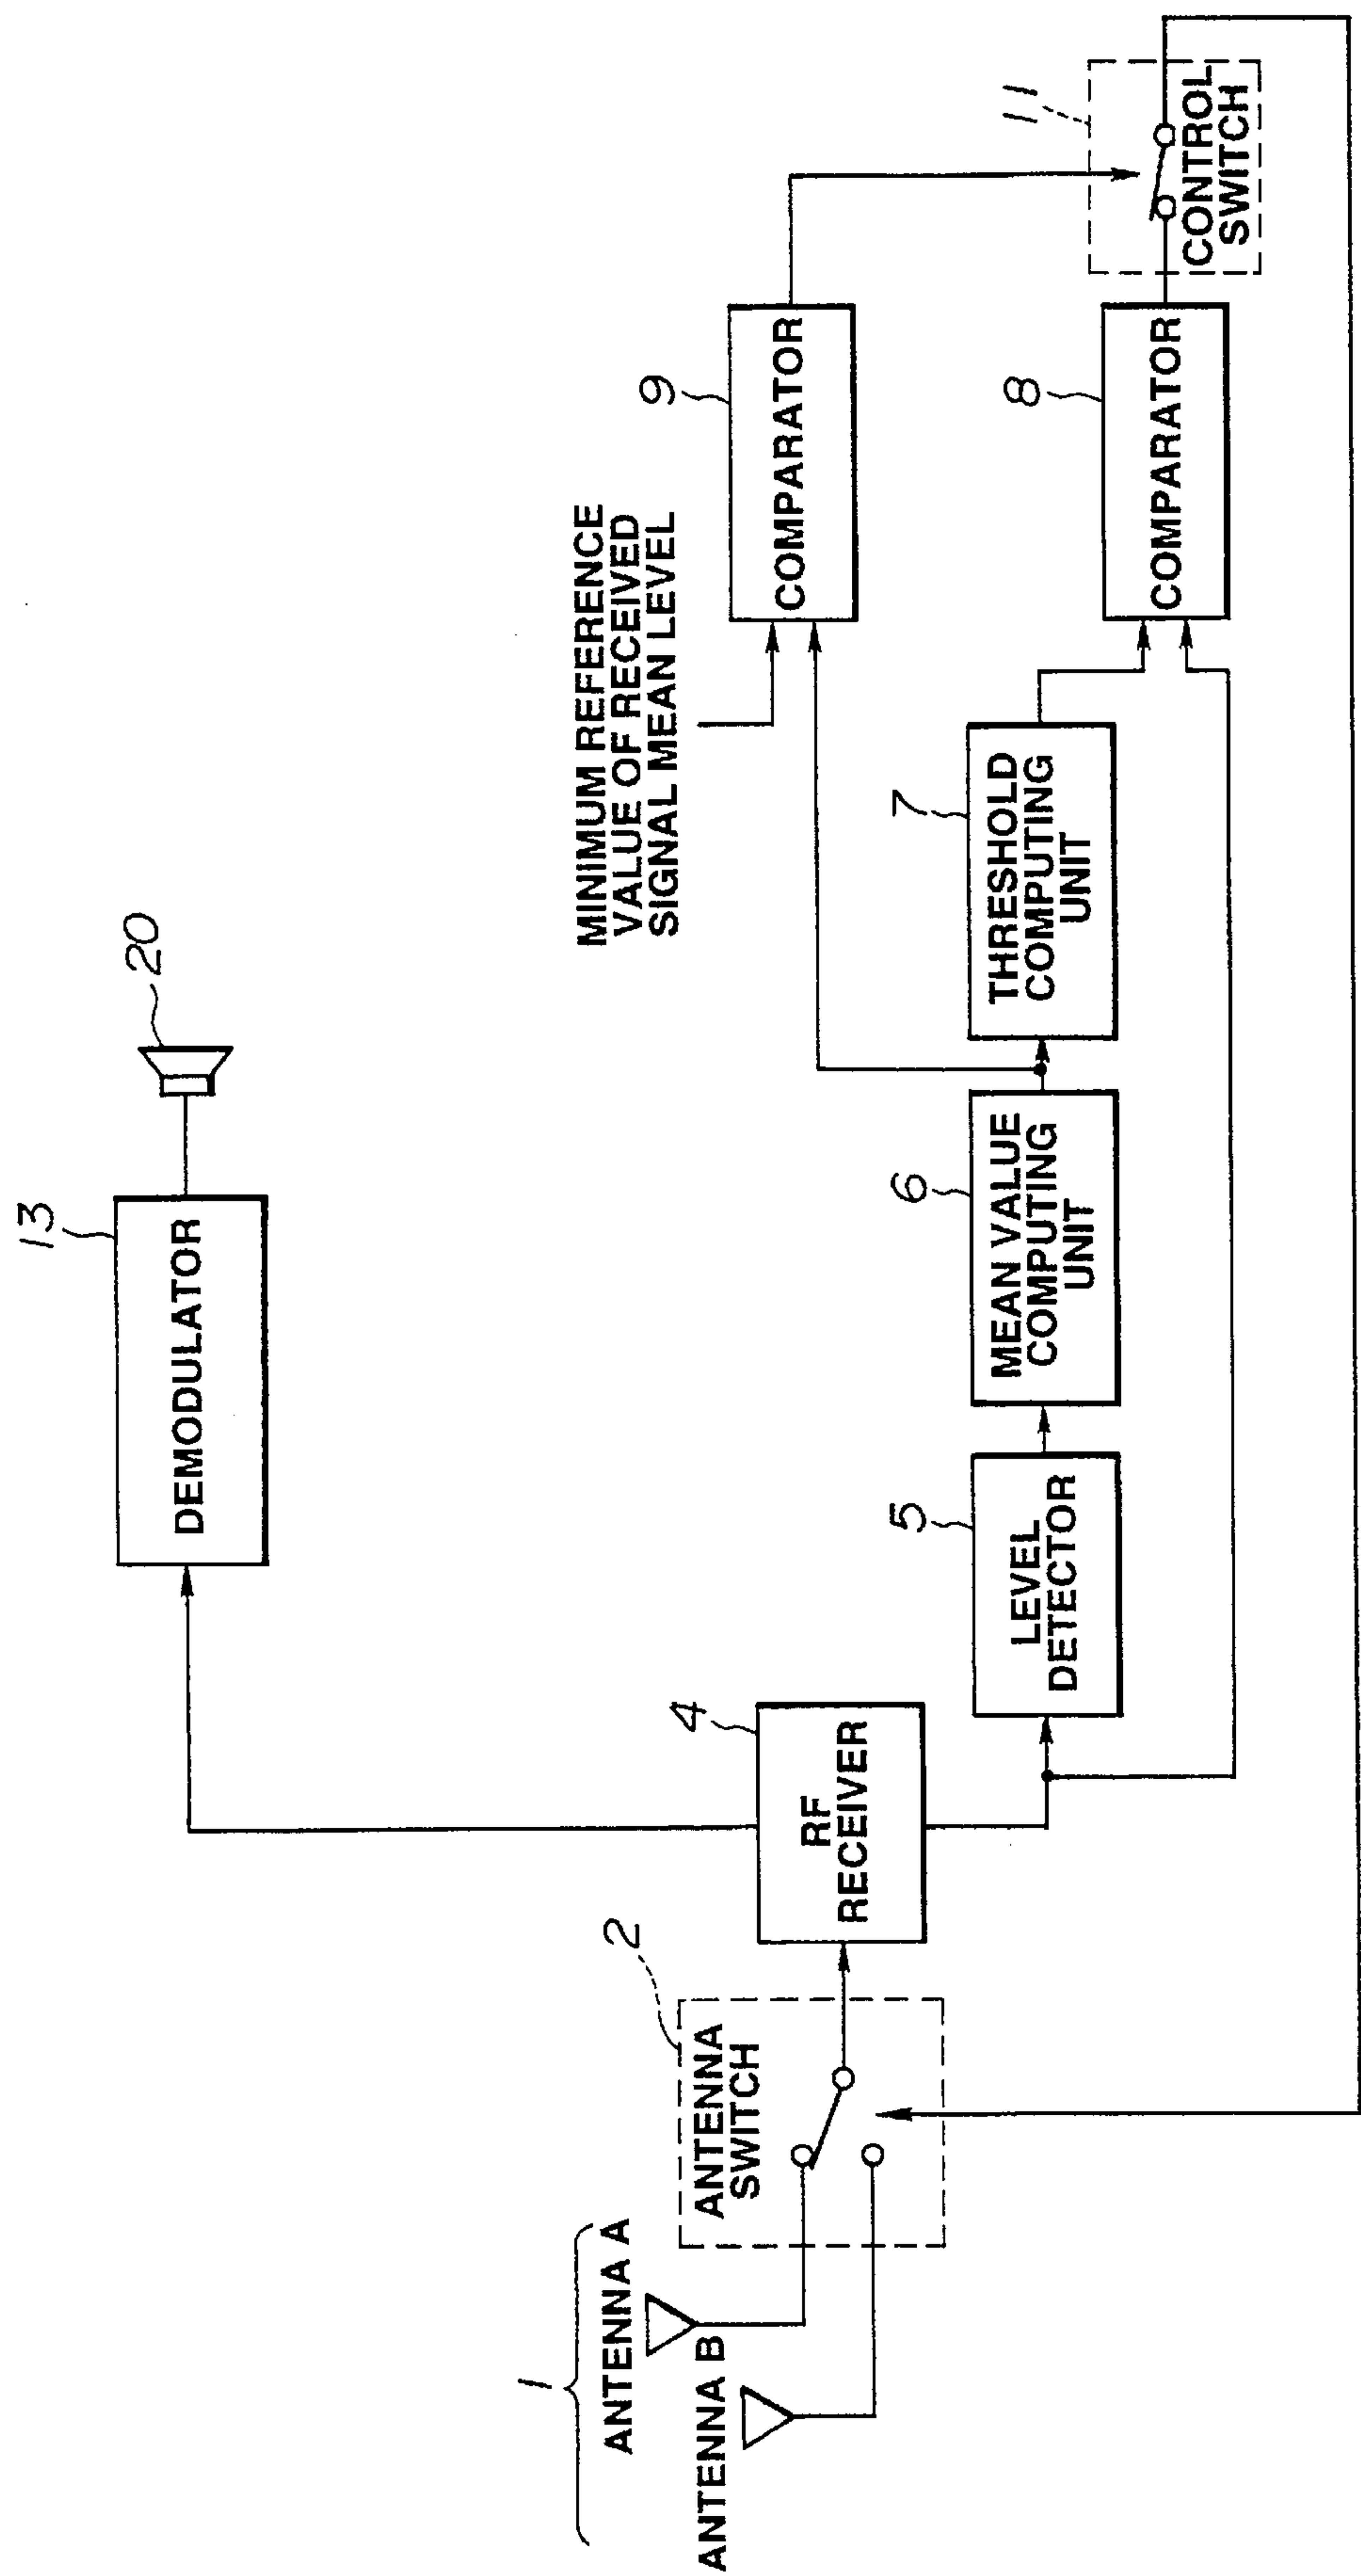 1
ANTENNA A
ANTENNA B
2
ANTENNA
SWITCH
4
RF
RECEIVER
13
DEMODULATOR
20
5
LEVEL
DETECTOR
6
MEAN VALUE
COMPUTING
UNIT
7
THRESHOLD
COMPUTING
UNIT
MINIMUM REFERENCE
VALUE OF RECEIVED
SIGNAL MEAN LEVEL
9
COMPARATOR
8
COMPARATOR
11
CONTROL
SWITCH